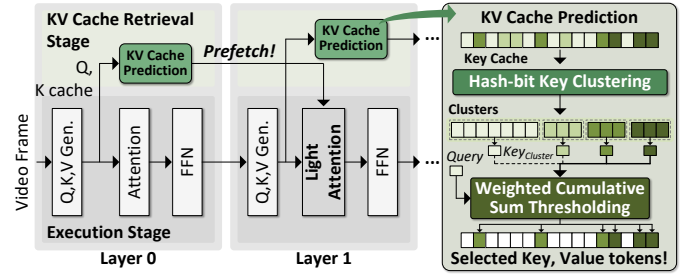 KV Cache Retrieval
Stage
Q,
K cache
KV Cache
Prediction
Prefetch!
Video Frame
Q,K,V Gen.
Attention
FFN
Execution Stage
Layer 0
KV Cache
Prediction
Q,K,V Gen.
Light
Attention
FFN
Layer 1
...
...
KV Cache Prediction
Key Cache
Hash-bit Key Clustering
Clusters
Query
KeyCluster
Weighted Cumulative
Sum Thresholding
Selected Key, Value tokens!